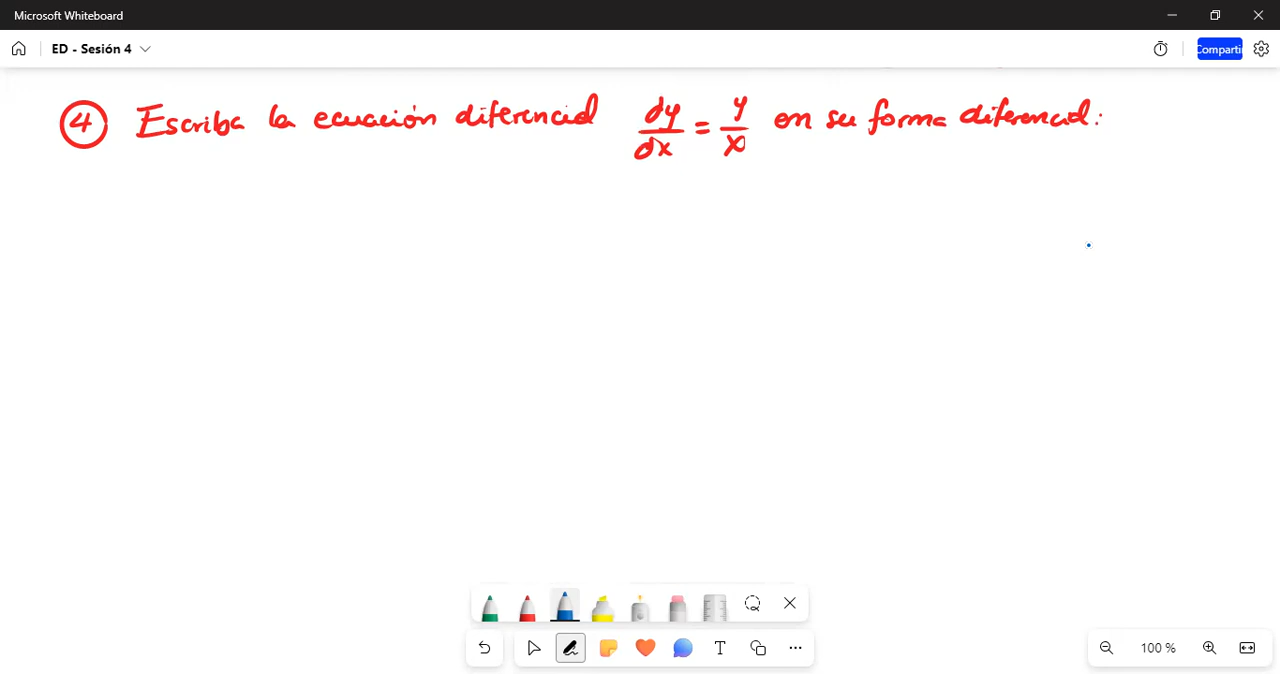 Microsoft Whiteboard
ED - Sesión 4
Comparti
4 Escriba la ecuación diferencial dy/dx = y/x en su forma diferencial:
100 %